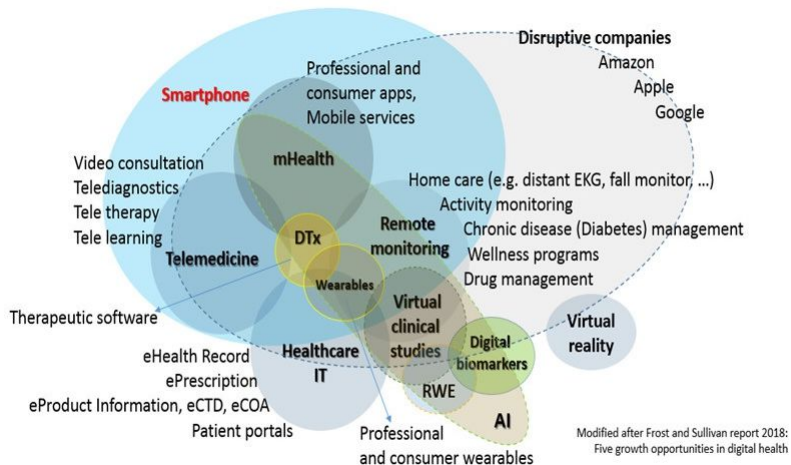 Disruptive companies
Amazon
Apple
Google
Smartphone
Professional and
consumer apps,
Mobile services
mHealth
Video consultation
Telediagnostics
Tele therapy
Tele learning
Telemedicine
DTx
Remote
monitoring
Home care (e.g. distant EKG, fall monitor, ...)
Activity monitoring
Chronic disease (Diabetes) management
Wellness programs
Drug management
Wearables
Therapeutic software
Virtual
clinical
studies
Virtual
reality
Digital
biomarkers
Healthcare
IT
eHealth Record
ePrescription
eProduct Information, eCTD, eCOA
Patient portals
RWE
AI
Professional
and consumer wearables
Modified after Frost and Sullivan report 2018:
Five growth opportunities in digital health